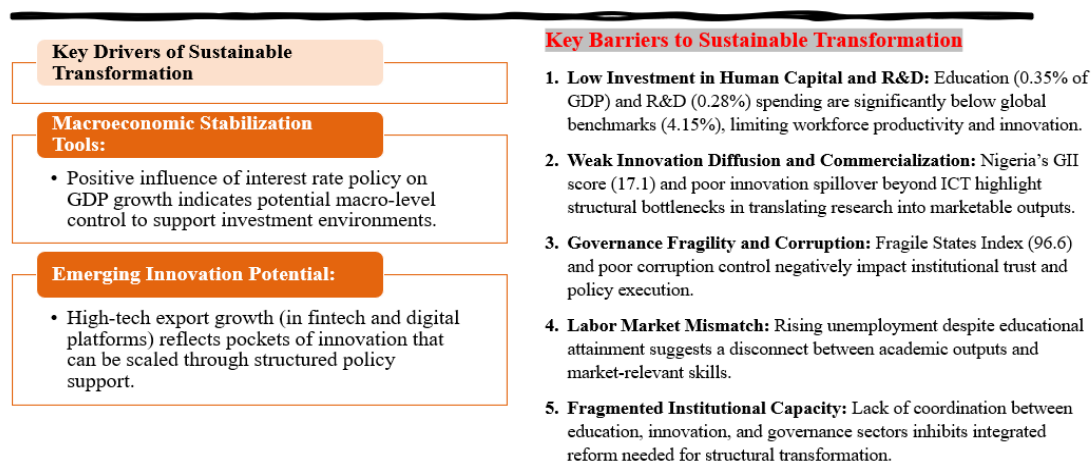 Key Drivers of Sustainable
Transformation
Macroeconomic Stabilization
Tools:
• Positive influence of interest rate policy on
GDP growth indicates potential macro-level
control to support investment environments.
Emerging Innovation Potential:
• High-tech export growth (in fintech and digital
platforms) reflects pockets of innovation that
can be scaled through structured policy
support.
Key Barriers to Sustainable Transformation
1. Low Investment in Human Capital and R&D: Education (0.35% of
GDP) and R&D (0.28%) spending are significantly below global
benchmarks (4.15%), limiting workforce productivity and innovation.
2. Weak Innovation Diffusion and Commercialization: Nigeria’s GII
score (17.1) and poor innovation spillover beyond ICT highlight
structural bottlenecks in translating research into marketable outputs.
3. Governance Fragility and Corruption: Fragile States Index (96.6)
and poor corruption control negatively impact institutional trust and
policy execution.
4. Labor Market Mismatch: Rising unemployment despite educational
attainment suggests a disconnect between academic outputs and
market-relevant skills.
5. Fragmented Institutional Capacity: Lack of coordination between
education, innovation, and governance sectors inhibits integrated
reform needed for structural transformation.